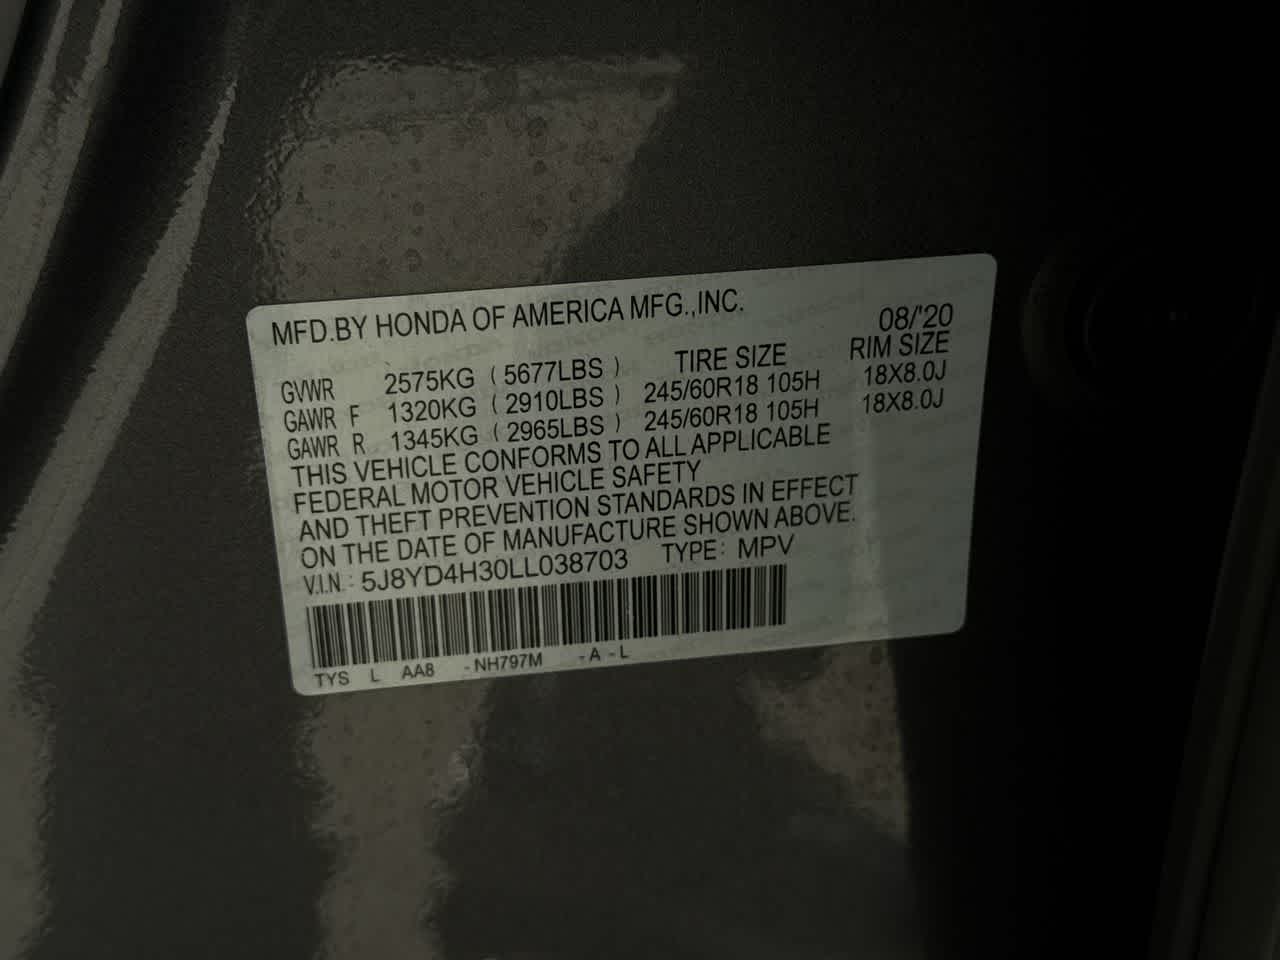 MFD.BY HONDA OF AMERICA MFG.,INC. 08/'20
TIRE SIZE RIM SIZE
GVWR 2575KG ( 5677LBS )
GAWR F 1320KG ( 2910LBS ) 245/60R18 105H 18X8.0J
GAWR R 1345KG ( 2965LBS ) 245/60R18 105H 18X8.0J
THIS VEHICLE CONFORMS TO ALL APPLICABLE
FEDERAL MOTOR VEHICLE SAFETY
AND THEFT PREVENTION STANDARDS IN EFFECT
ON THE DATE OF MANUFACTURE SHOWN ABOVE.
V.I.N.: 5J8YD4H30LL038703 TYPE: MPV
TYS L AA8 -NH797M -A -L